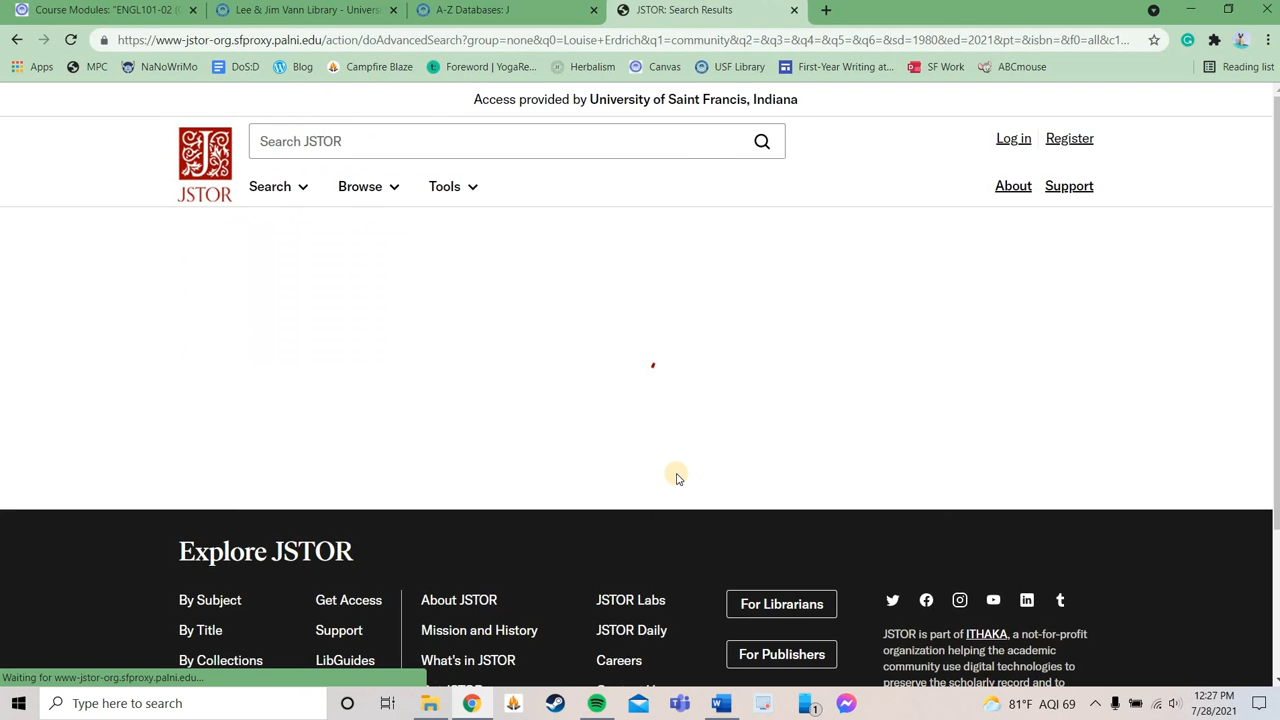 Course Modules: "ENGL101-02 (
Lee & Jim Vann Library - Univers
A-Z Databases: J
JSTOR: Search Results
https://www-jstor-org.sfproxy.palni.edu/action/doAdvancedSearch?group=none&q0=Louise+Erdrich&q1=community&q2=&q3=&q4=&q5=&q6=&sd=1980&ed=2021&pt=&isbn=&f0=all&c1...
Apps
MPC
NaNoWriMo
DoS:D
Blog
Campfire Blaze
Foreword | YogaRe...
Herbalism
Canvas
USF Library
First-Year Writing at...
SF Work
ABCmouse
Reading list
Access provided by University of Saint Francis, Indiana
JSTOR
Search JSTOR
Log in
Register
Search
Browse
Tools
About
Support
Explore JSTOR
By Subject
Get Access
About JSTOR
JSTOR Labs
For Librarians
By Title
Support
Mission and History
JSTOR Daily
JSTOR is part of ITHAKA, a not-for-profit
organization helping the academic
community use digital technologies to
preserve the scholarly record and to
By Collections
LibGuides
What's in JSTOR
Careers
For Publishers
Waiting for www-jstor-org.sfproxy.palni.edu...
Type here to search
1
81°F AQI 69
12:27 PM
7/28/2021